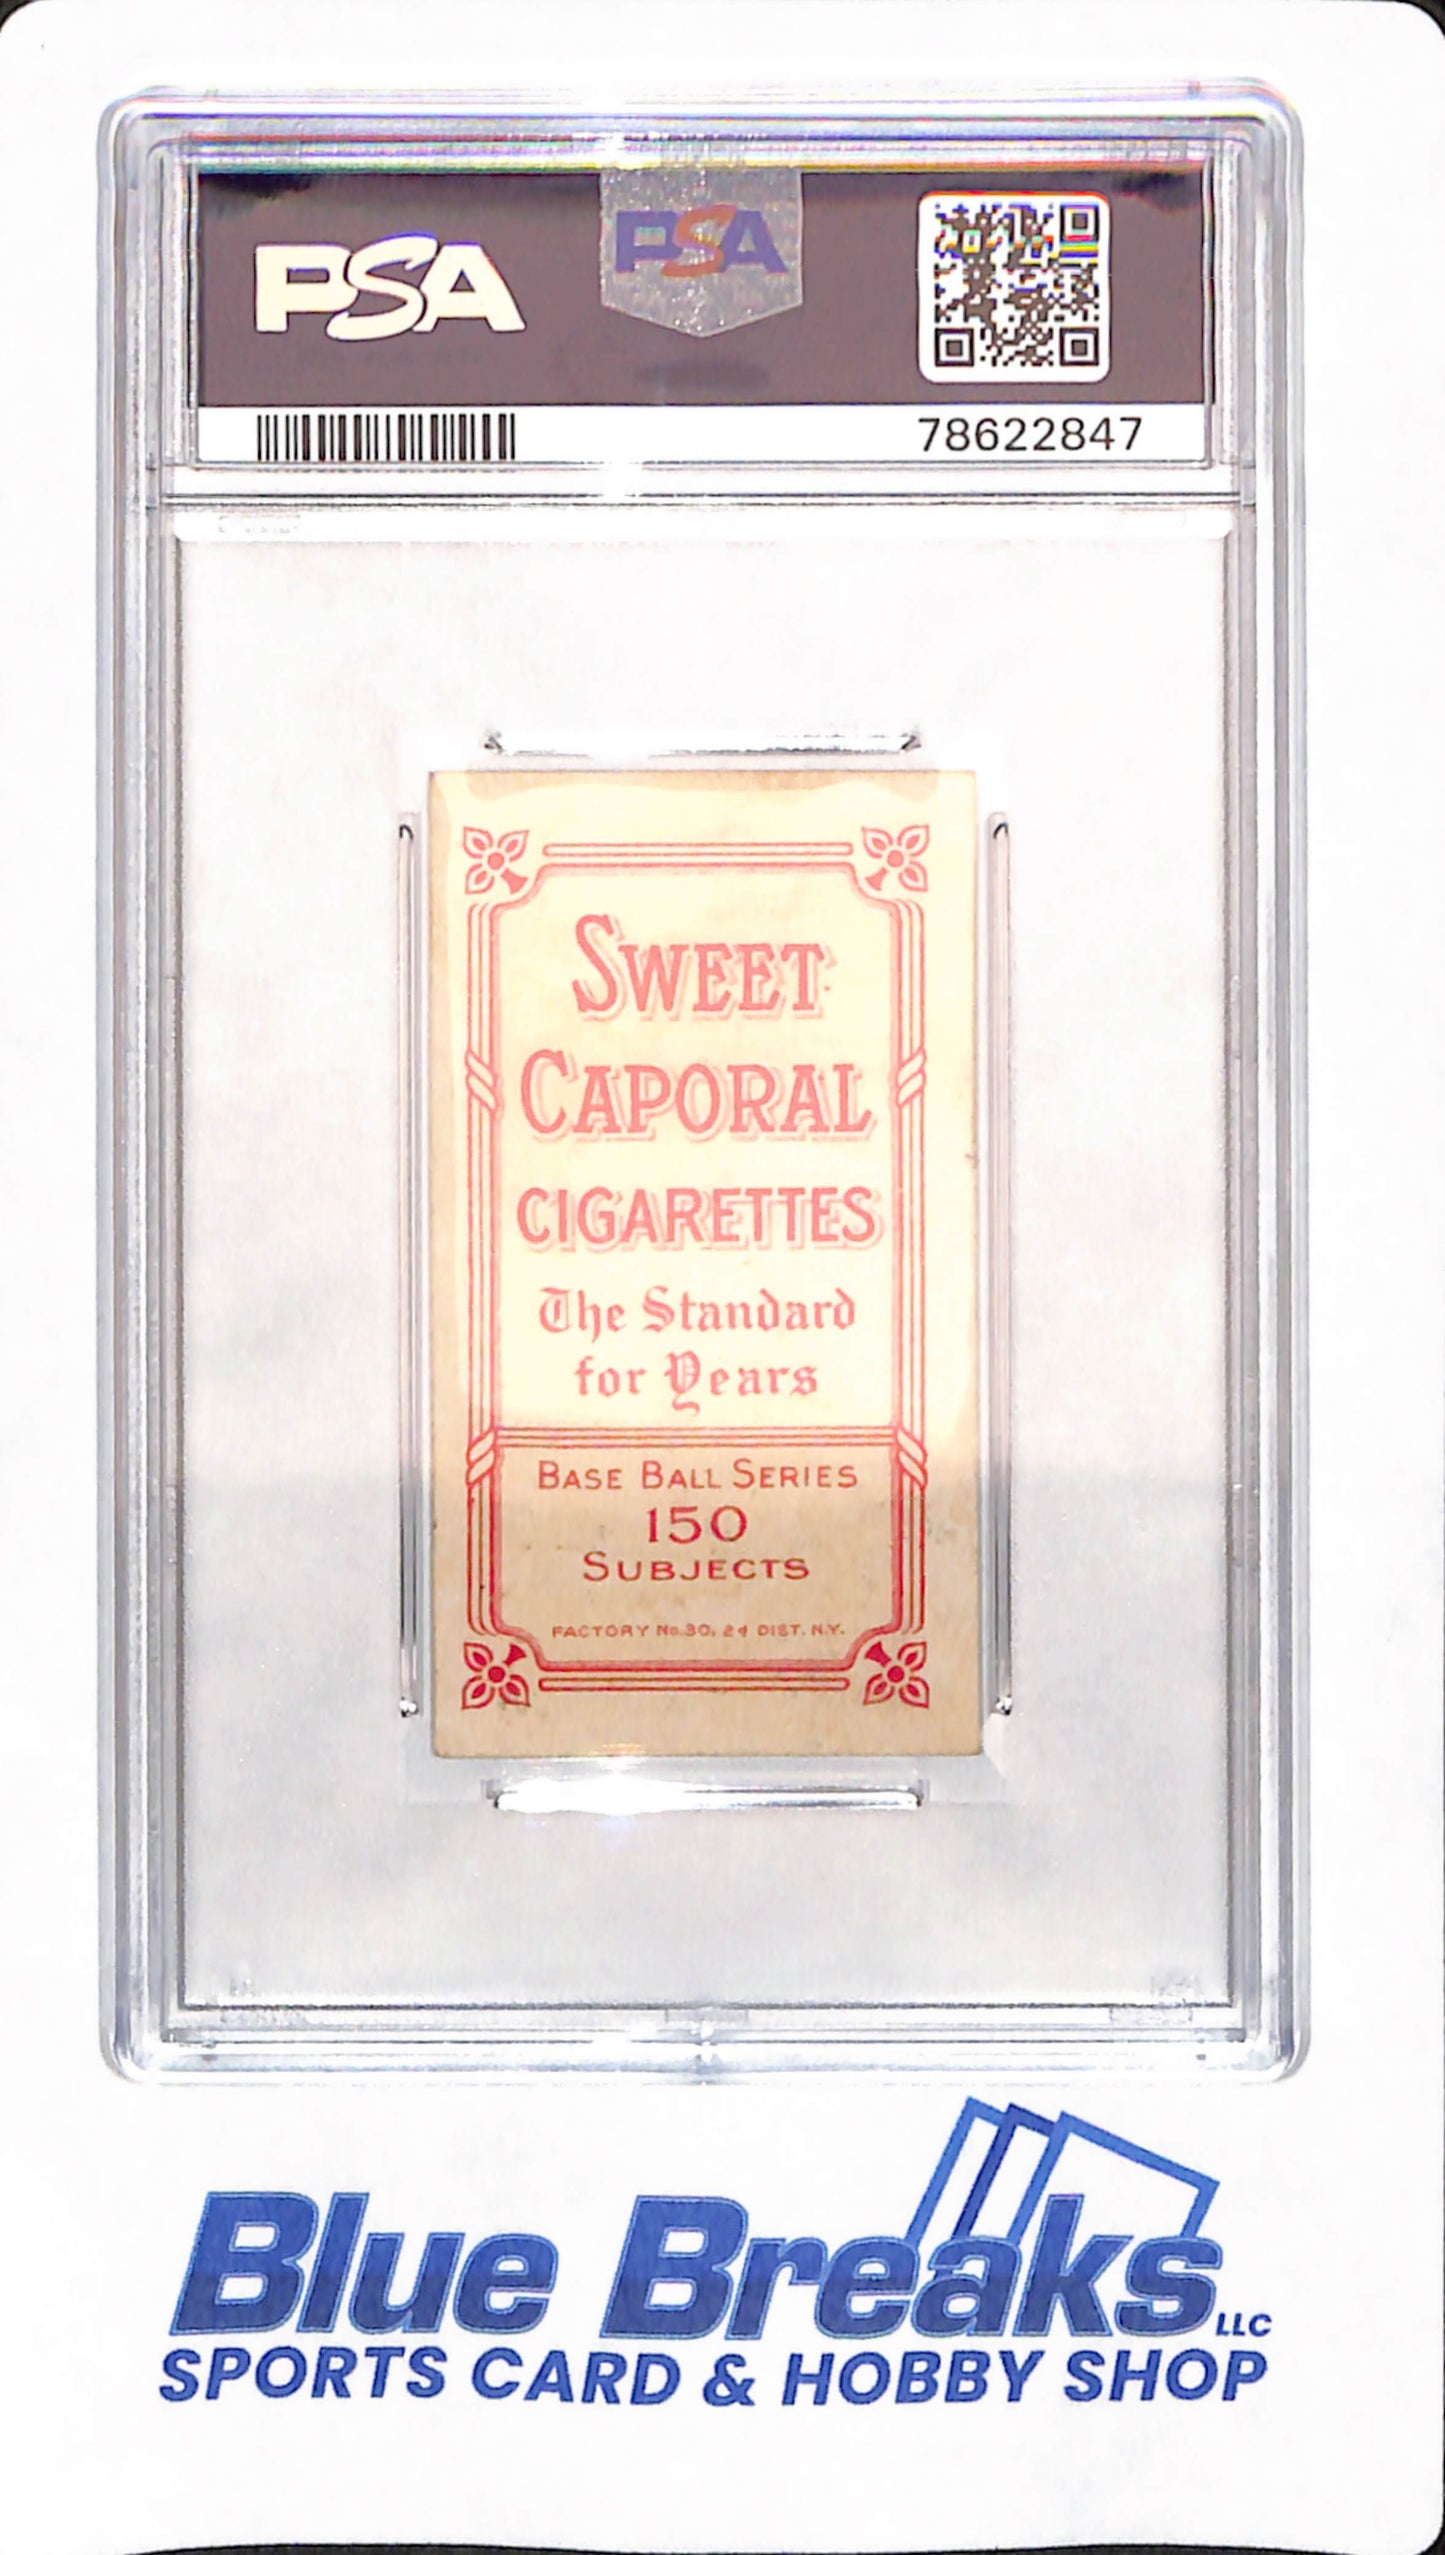 PSA
PSA
78622847
SWEET
CAPORAL
CIGARETTES
The Standard
for Years
BASE BALL SERIES
150
SUBJECTS
FACTORY No. 30, 2d DIST. N.Y.
Blue Breaks LLC
SPORTS CARD & HOBBY SHOP